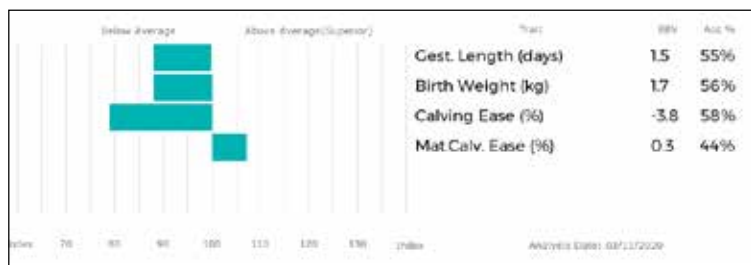 Below Average Above Average(Superior) Trait EBV Acc %
Gest. Length (days) 1.5 55%
Birth Weight (kg) 1.7 56%
Calving Ease (%) -3.8 58%
Mat.Calv. Ease (%) 0.3 44%
Index 70 80 90 100 110 120 130 Index Analysis Date: 03/11/2020